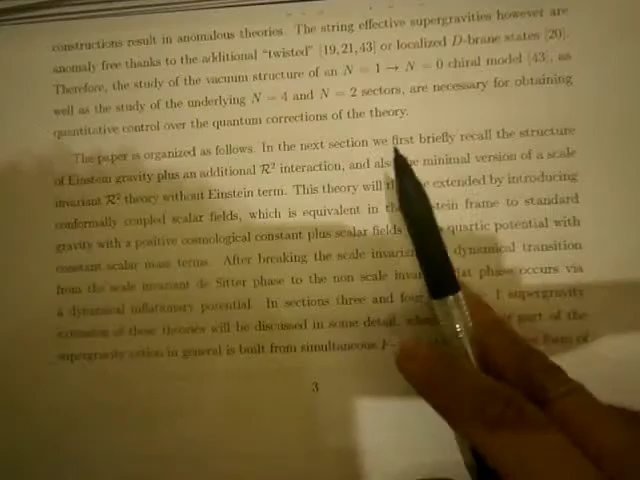 constructions result in anomalous theories. The string effective supergravities however are
anomaly free thanks to the additional "twisted" [19, 21, 43] or localized D-brane states [20].
Therefore, the study of the vacuum structure of an N = 1 → N = 0 chiral model [43], as
well as the study of the underlying N = 4 and N = 2 sectors, are necessary for obtaining
quantitative control over the quantum corrections of the theory.
The paper is organized as follows. In the next section we first briefly recall the structure
of Einstein gravity plus an additional R² interaction, and also the minimal version of a scale
invariant R² theory without Einstein term. This theory will be extended by introducing
conformally coupled scalar fields, which is equivalent in the Einstein frame to standard
gravity with a positive cosmological constant plus scalar fields quartic potential with
constant scalar mass terms. After breaking the scale invariance dynamical transition
from the scale invariant de Sitter phase to the non scale invariant flat phase occurs via
a dynamical inflationary potential. In sections three and four 1 supergravity
extension of these theories will be discussed in some detail, part of the
supergravity action in general is built from simultaneous form of
3